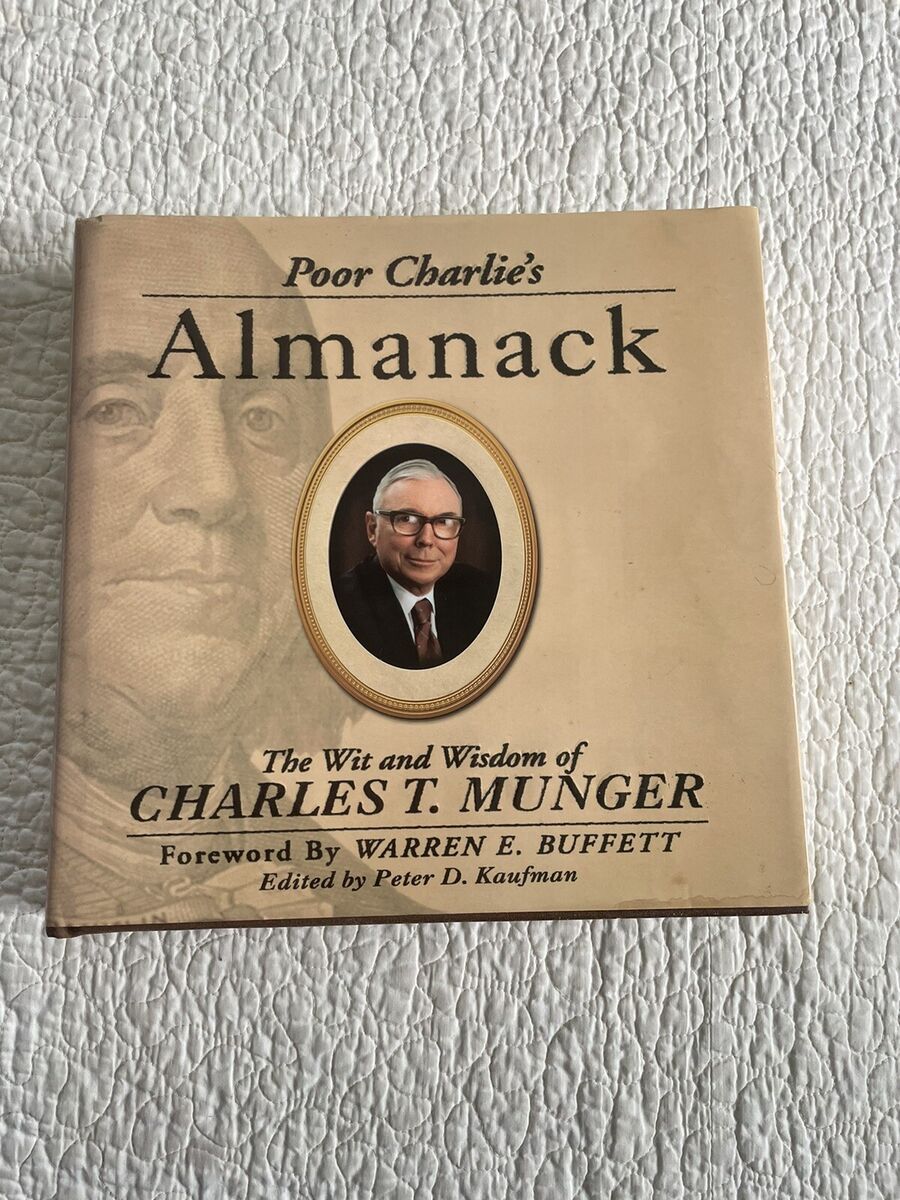 Poor Charlie's
Almanack
The Wit and Wisdom of
CHARLES T. MUNGER
Foreword By WARREN E. BUFFETT
Edited by Peter D. Kaufman